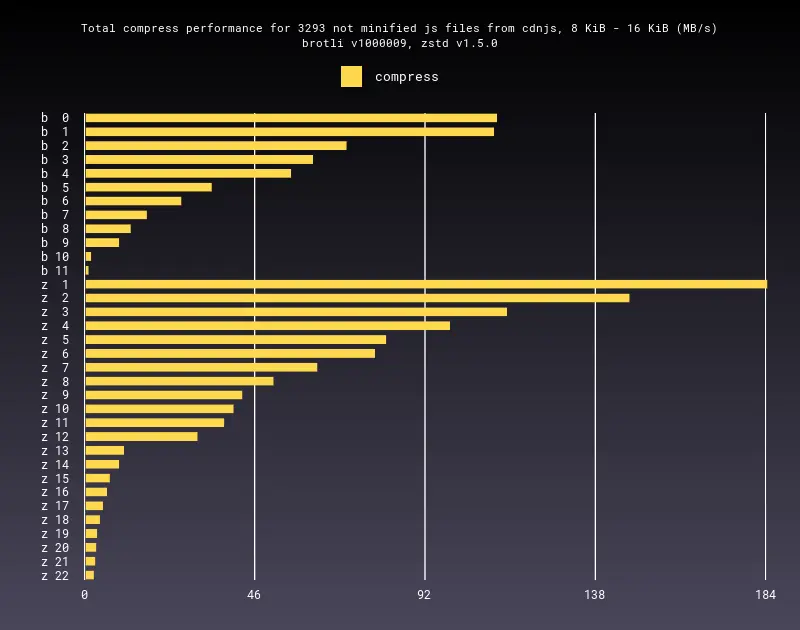 Total compress performance for 3293 not minified js files from cdnjs, 8 KiB - 16 KiB (MB/s)
brotli v1000009, zstd v1.5.0
compress
b 0
b 1
b 2
b 3
b 4
b 5
b 6
b 7
b 8
b 9
b 10
b 11
z 1
z 2
z 3
z 4
z 5
z 6
z 7
z 8
z 9
z 10
z 11
z 12
z 13
z 14
z 15
z 16
z 17
z 18
z 19
z 20
z 21
z 22
0 46 92 138 184